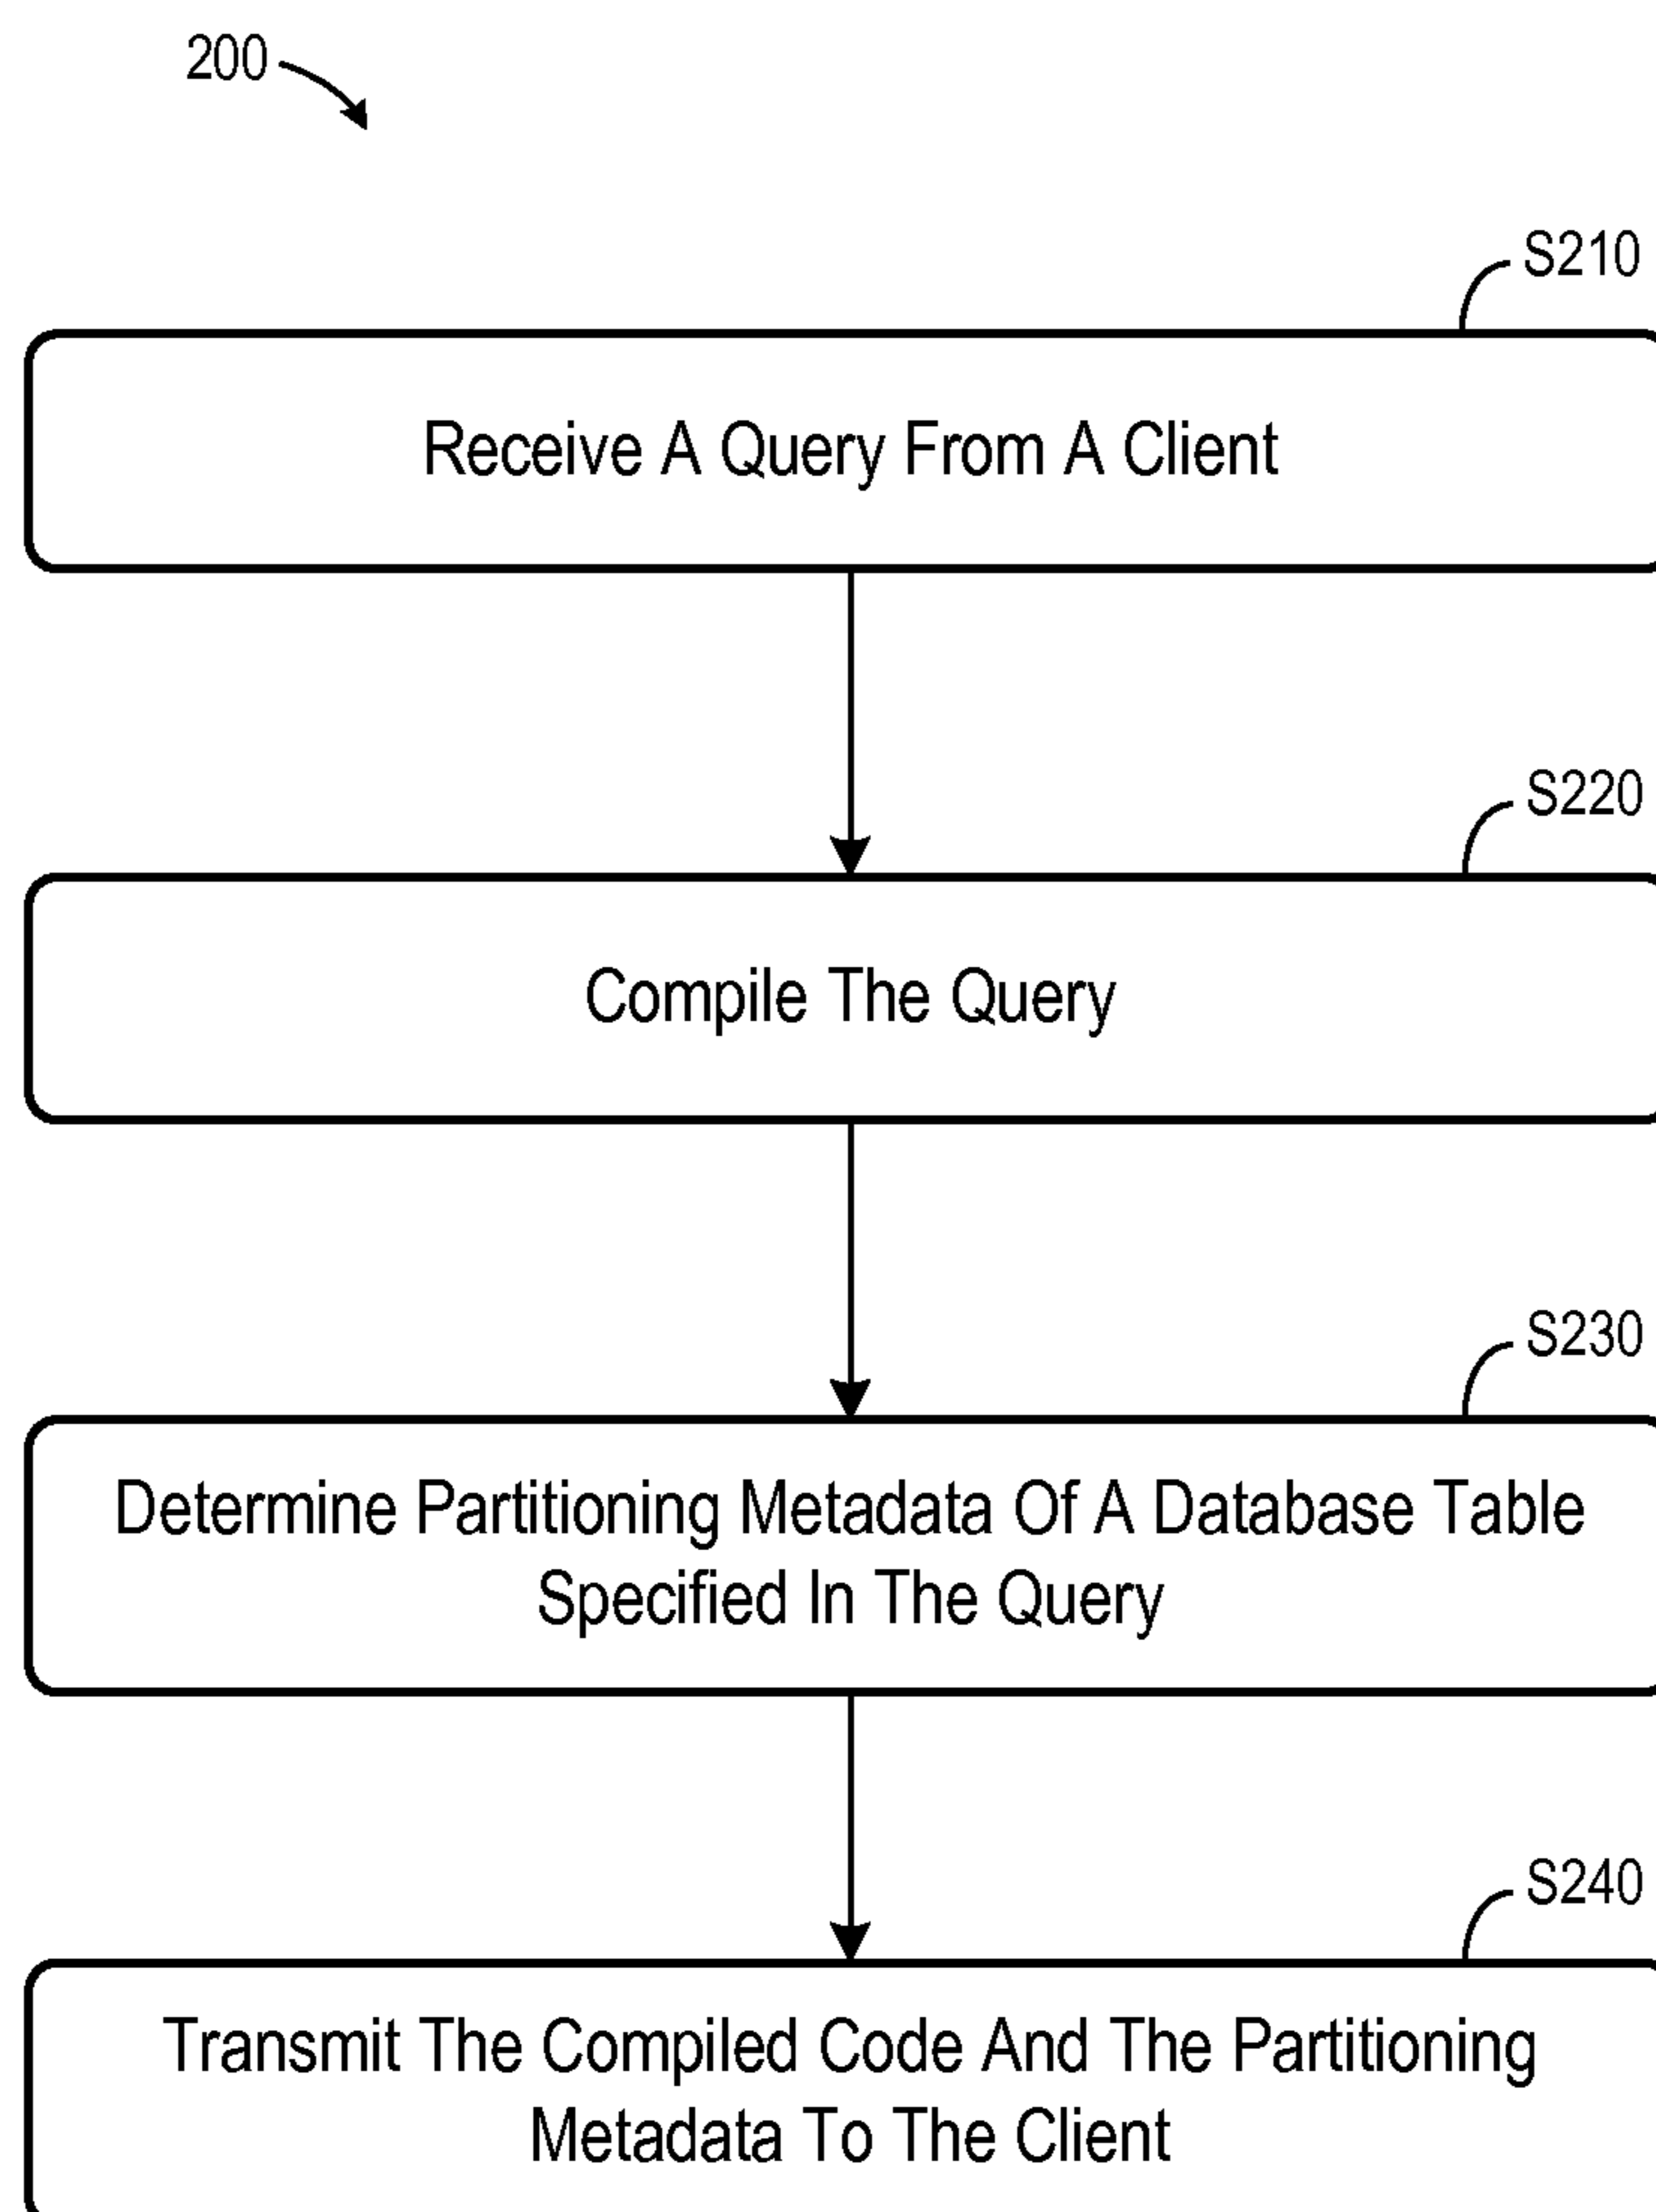 200
S210
Receive A Query From A Client
S220
Compile The Query
S230
Determine Partitioning Metadata Of A Database Table
Specified In The Query
S240
Transmit The Compiled Code And The Partitioning
Metadata To The Client